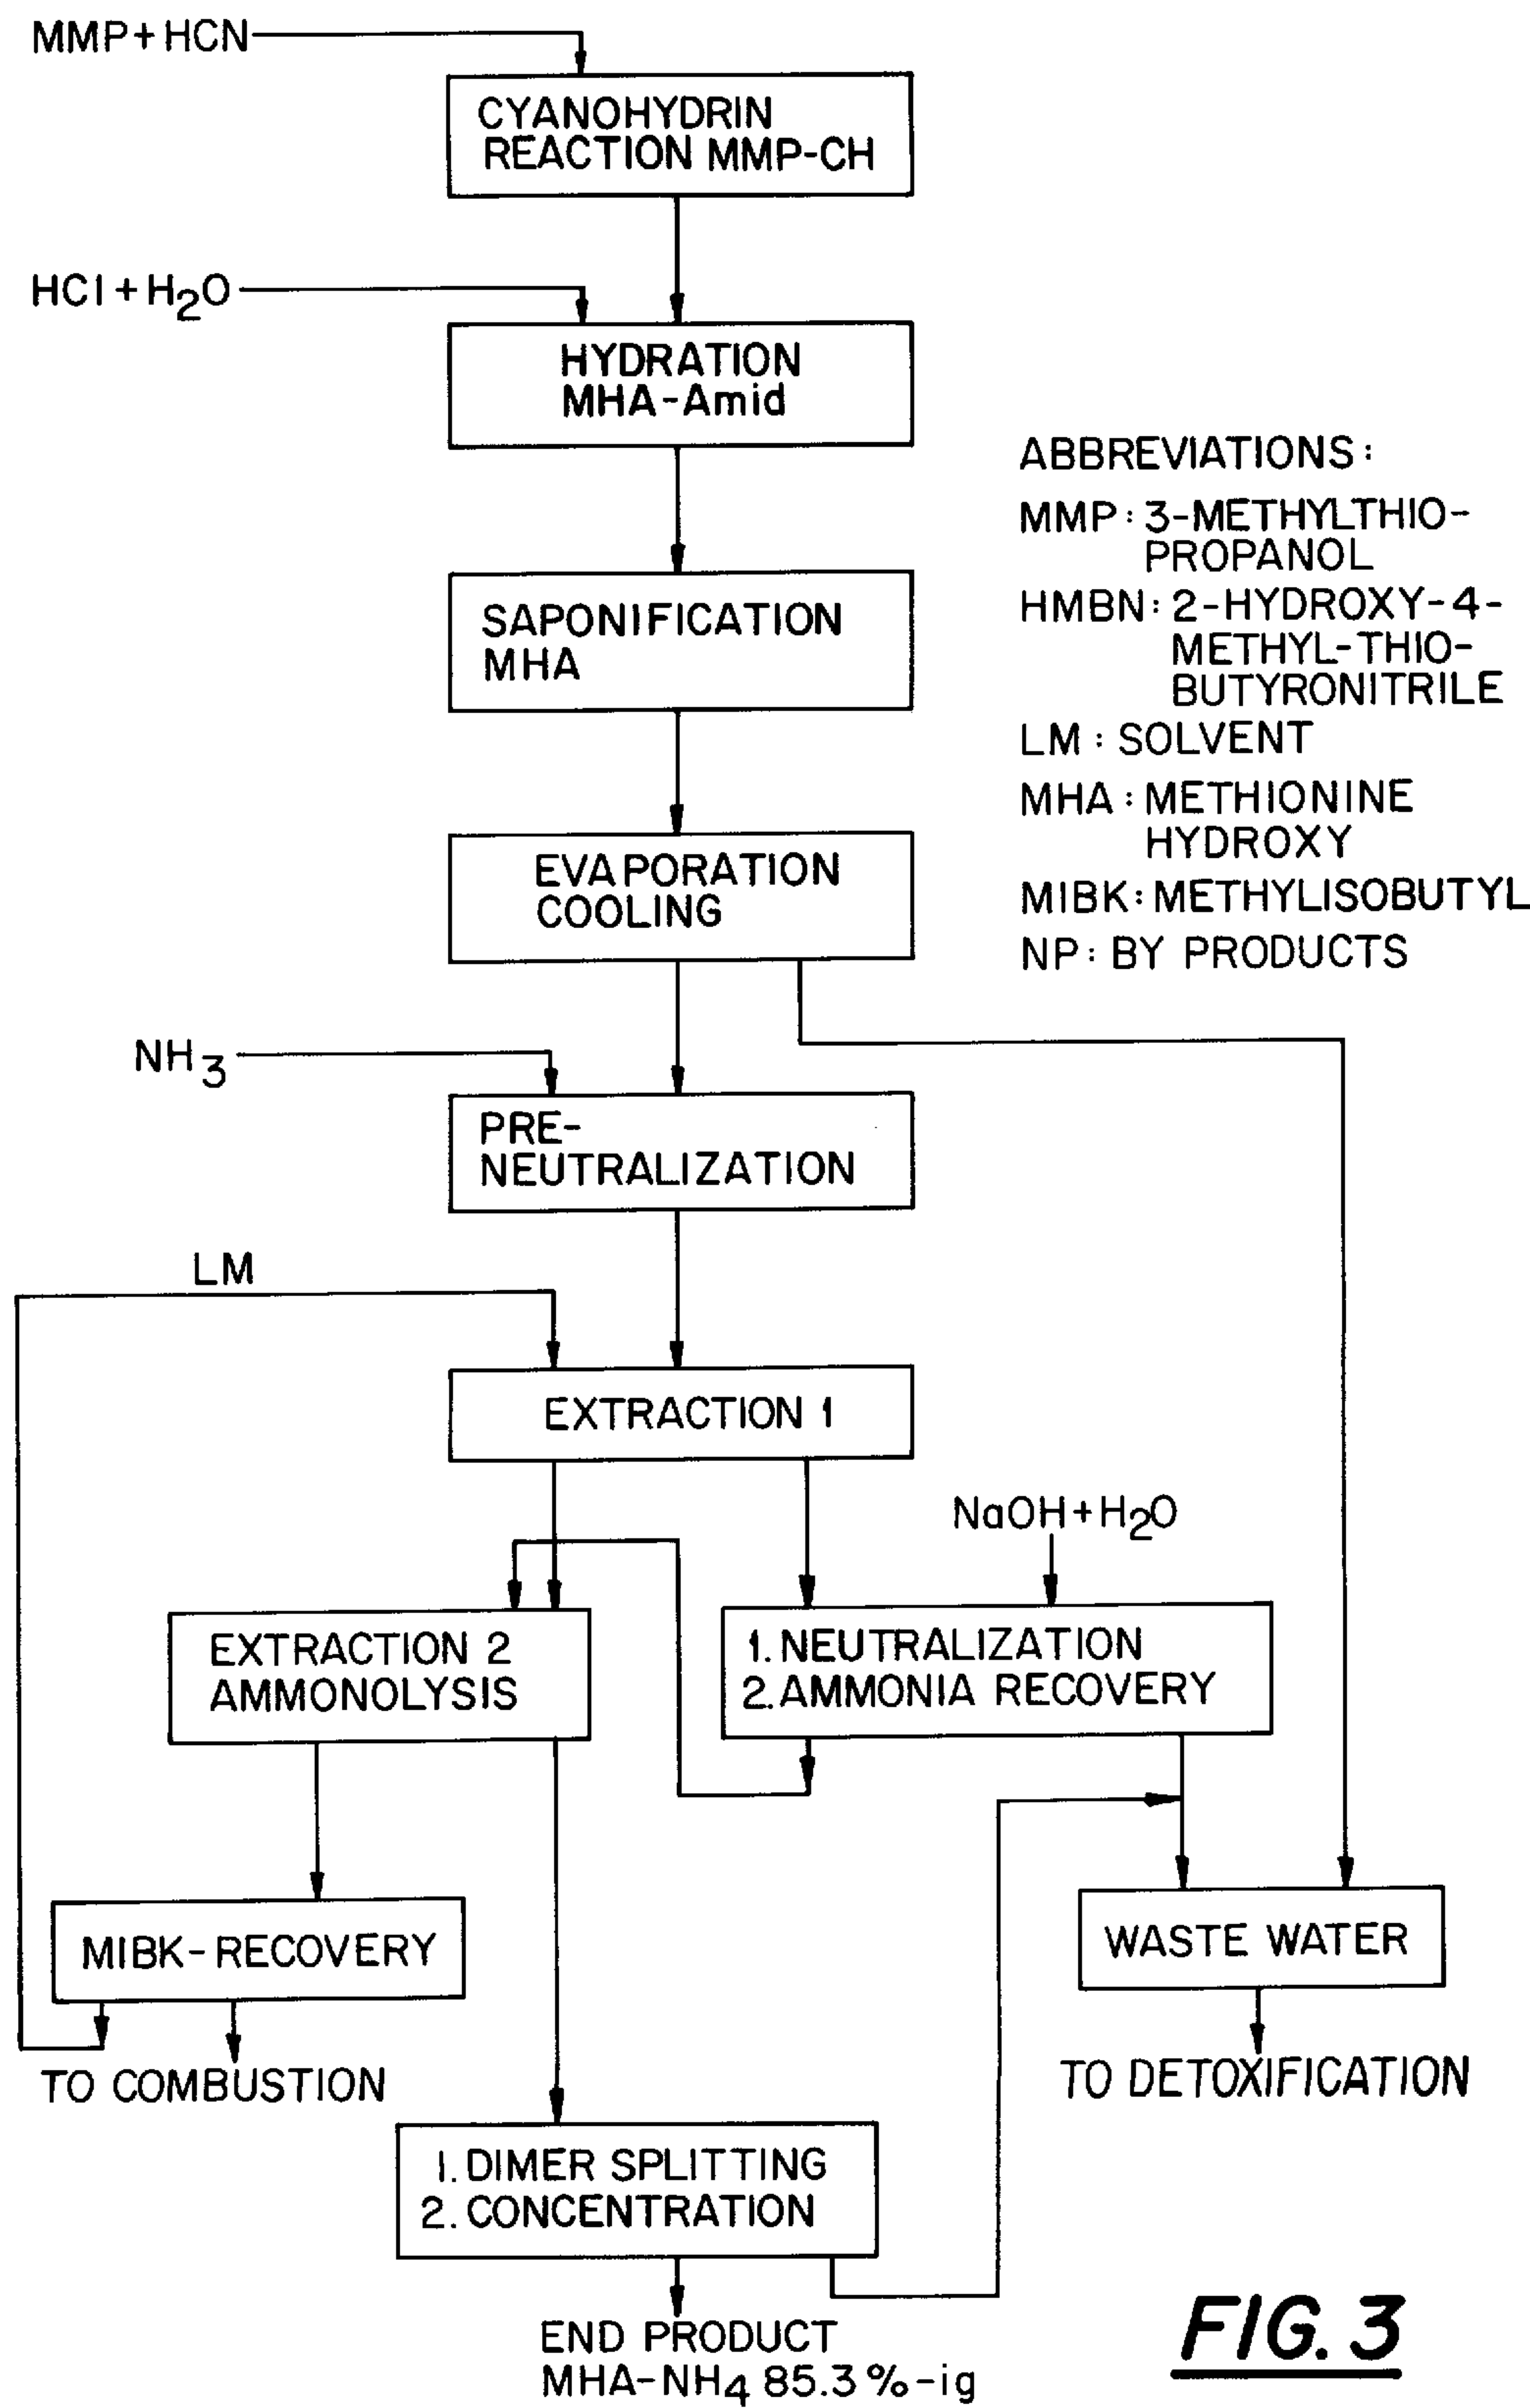 MMP+HCN
CYANOHYDRIN
REACTION MMP-CH
HCl+H2O
HYDRATION
MHA-Amid
SAPONIFICATION
MHA
EVAPORATION
COOLING
ABBREVIATIONS:
MMP: 3-METHYLTHIO-
PROPANOL
HMBN: 2-HYDROXY-4-
METHYL-THIO-
BUTYRONITRILE
LM: SOLVENT
MHA: METHIONINE
HYDROXY
MIBK: METHYLISOBUTYL
NP: BY PRODUCTS
NH3
PRE-
NEUTRALIZATION
LM
EXTRACTION 1
NaOH+H2O
EXTRACTION 2
AMMONOLYSIS
1. NEUTRALIZATION
2. AMMONIA RECOVERY
MIBK-RECOVERY
WASTE WATER
TO COMBUSTION
TO DETOXIFICATION
1. DIMER SPLITTING
2. CONCENTRATION
END PRODUCT
MHA-NH4 85.3%-ig
FIG. 3